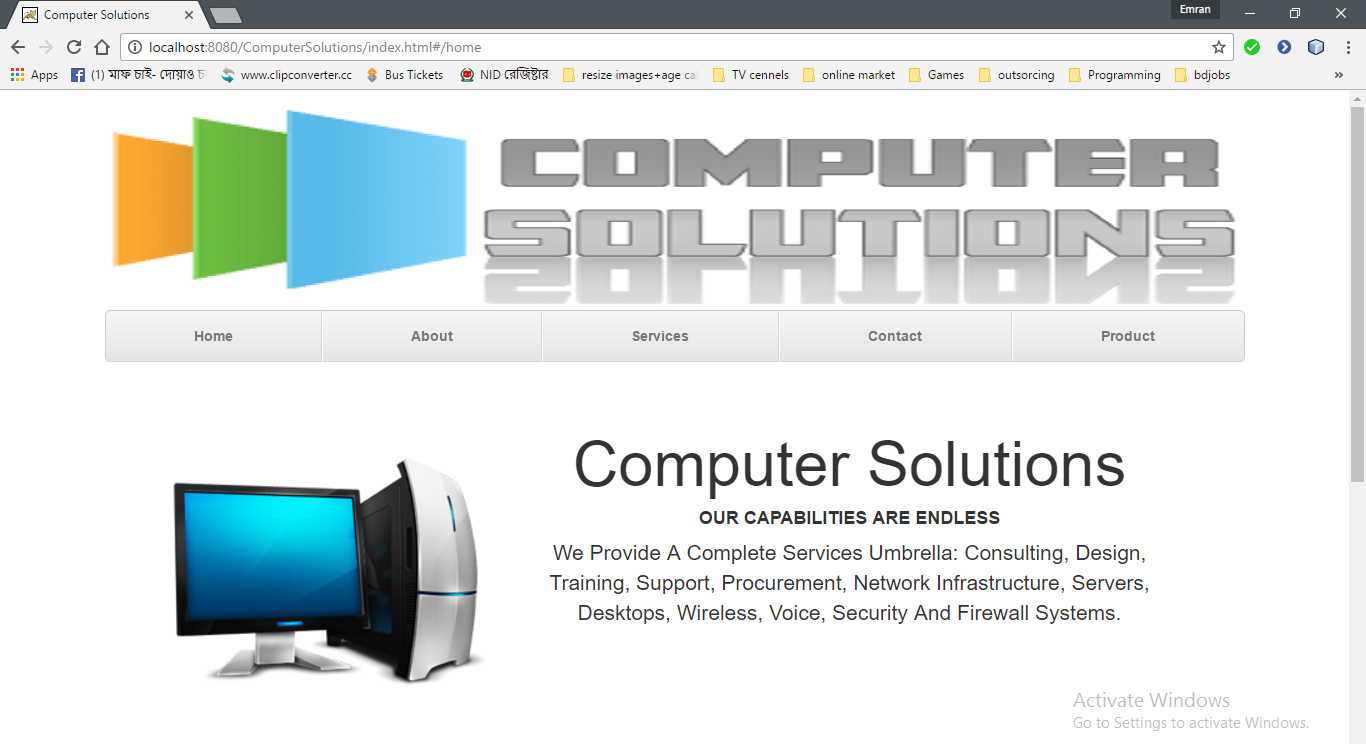 Computer Solutions
Emran
localhost:8080/ComputerSolutions/index.html#/home
Apps
(1) মাফ চাই- দোয়াও
www.clipconverter.cc
Bus Tickets
NID রেজিষ্টার
resize images+age
TV cennels
online market
Games
outsorcing
Programming
bdjobs
COMPUTER
SOLUTIONS
Home
About
Services
Contact
Product
Computer Solutions
OUR CAPABILITIES ARE ENDLESS
We Provide A Complete Services Umbrella: Consulting, Design,
Training, Support, Procurement, Network Infrastructure, Servers,
Desktops, Wireless, Voice, Security And Firewall Systems.
Activate Windows
Go to Settings to activate Windows.